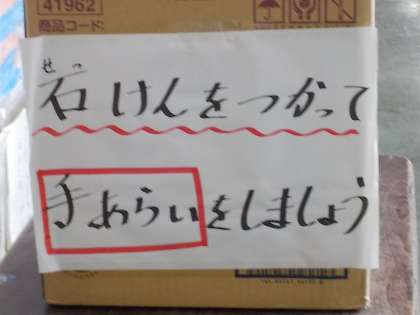 41962
商品コード:
せっ
石けんをつかって
手あらいをしましょう